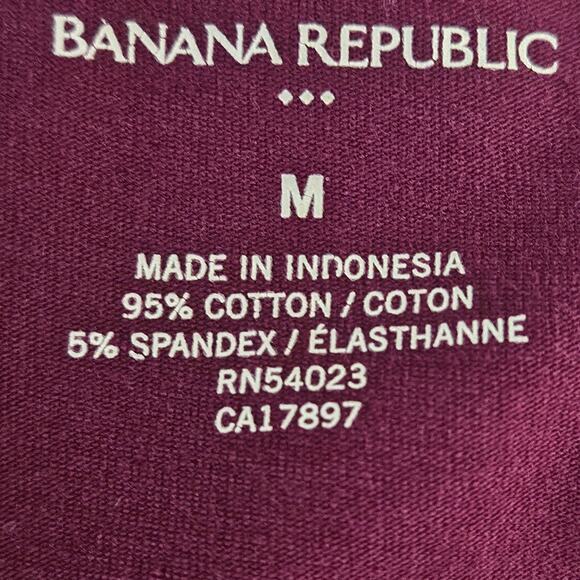 BANANA REPUBLIC
M
MADE IN INDONESIA
95% COTTON / COTON
5% SPANDEX / ÉLASTHANNE
RN54023
CA17897